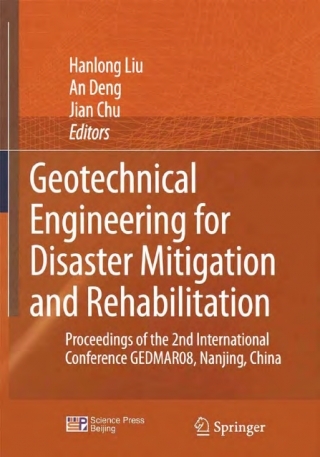 Hanlong Liu
An Deng
Jian Chu
Editors
Geotechnical
Engineering for
Disaster Mitigation
and Rehabilitation
Proceedings of the 2nd International
Conference GEDMAR08, Nanjing, China
Science Press
Beijing
Springer